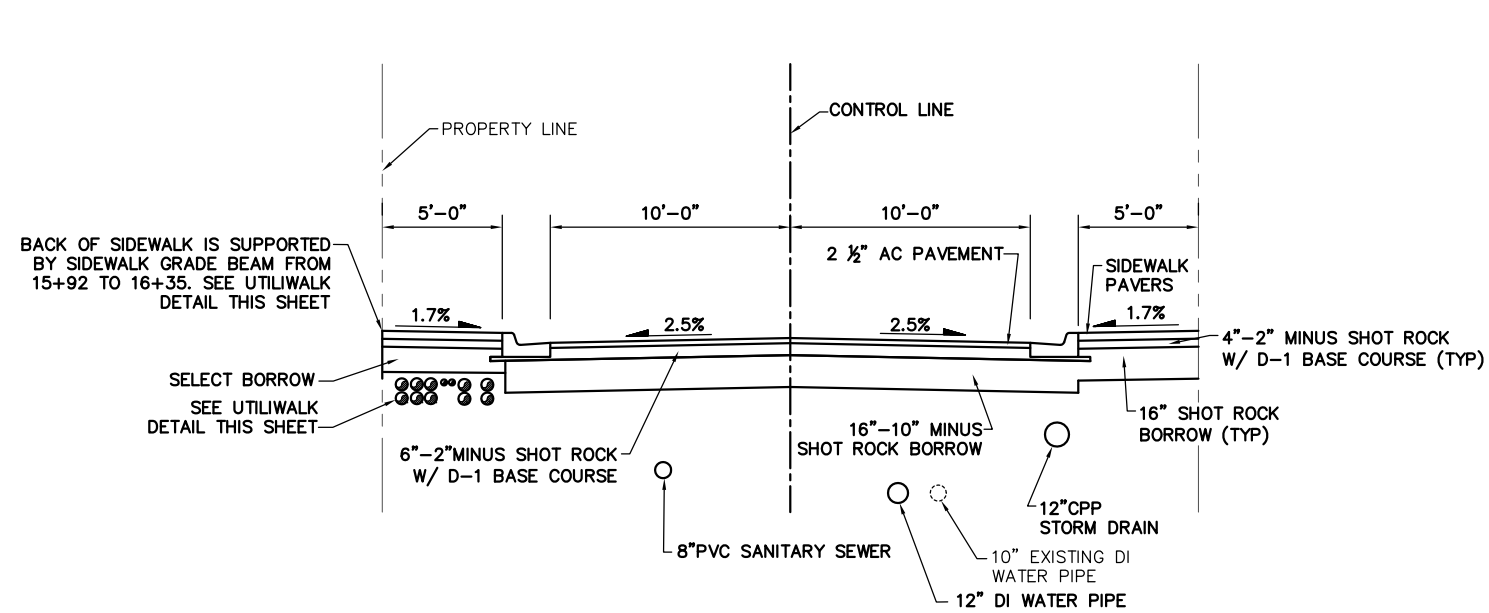 CONTROL LINE
PROPERTY LINE
5'-0"
10'-0"
10'-0"
5'-0"
BACK OF SIDEWALK IS SUPPORTED
BY SIDEWALK GRADE BEAM FROM
15+92 TO 16+35. SEE UTILIWALK
DETAIL THIS SHEET
2 ½" AC PAVEMENT
SIDEWALK
PAVERS
1.7%
2.5%
2.5%
1.7%
4"-2" MINUS SHOT ROCK
W/ D-1 BASE COURSE (TYP)
SELECT BORROW
SEE UTILIWALK
DETAIL THIS SHEET
16" SHOT ROCK
BORROW (TYP)
16"-10" MINUS
SHOT ROCK BORROW
6"-2"MINUS SHOT ROCK
W/ D-1 BASE COURSE
12"CPP
STORM DRAIN
8"PVC SANITARY SEWER
10" EXISTING DI
WATER PIPE
12" DI WATER PIPE